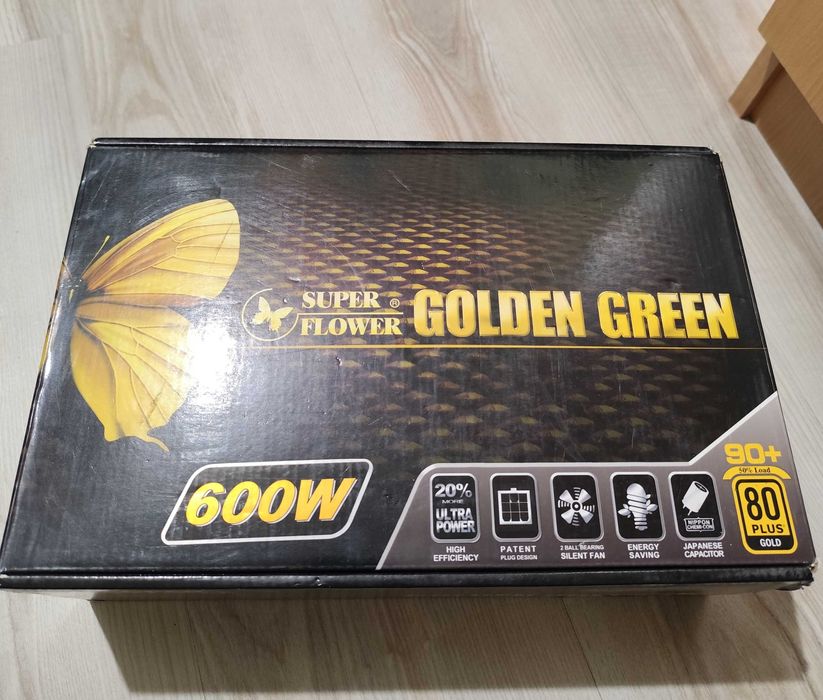 SUPER ®
FLOWER
GOLDEN GREEN
600W
20%
MORE
ULTRA
POWER
HIGH
EFFICIENCY
PATENT
PLUG DESIGN
2 BALL BEARING
SILENT FAN
ENERGY
SAVING
NIPPON
CHEMI-CON
JAPANESE
CAPACITOR
90+
50% Load
80
PLUS
GOLD